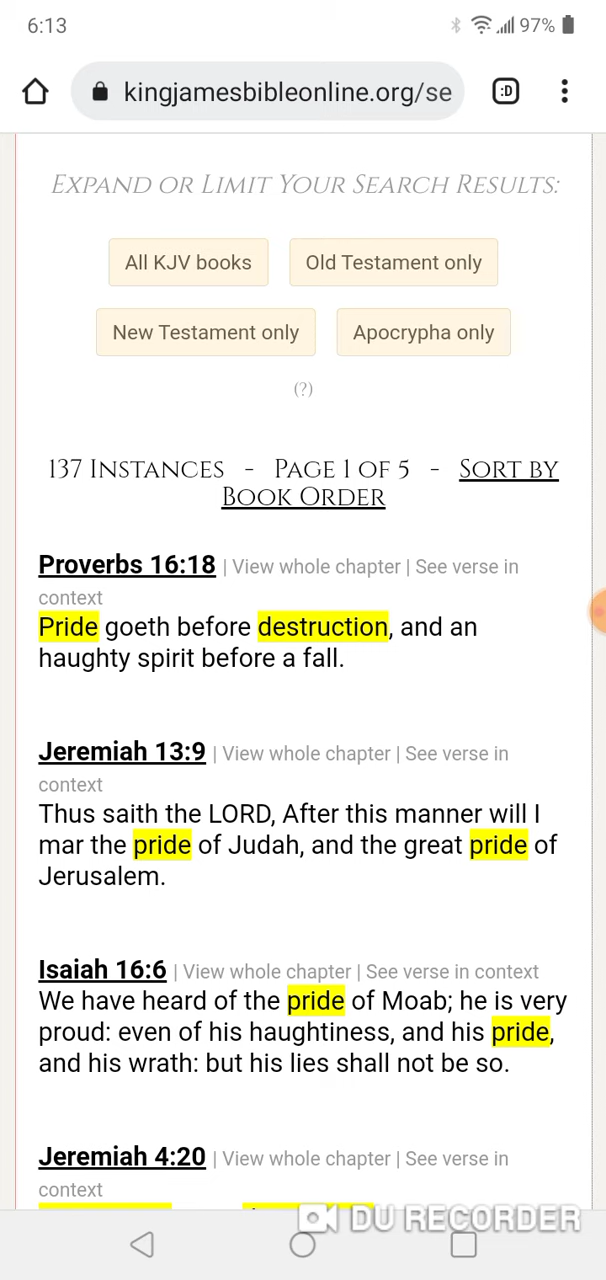 6:13
97%
kingjamesbibleonline.org/se
:D
Expand or Limit Your Search Results:
All KJV books
Old Testament only
New Testament only
Apocrypha only
(?)
137 Instances - Page 1 of 5 - Sort by
Book Order
Proverbs 16:18 | View whole chapter | See verse in
context
Pride goeth before destruction, and an
haughty spirit before a fall.
Jeremiah 13:9 | View whole chapter | See verse in
context
Thus saith the LORD, After this manner will I
mar the pride of Judah, and the great pride of
Jerusalem.
Isaiah 16:6 | View whole chapter | See verse in context
We have heard of the pride of Moab; he is very
proud: even of his haughtiness, and his pride,
and his wrath: but his lies shall not be so.
Jeremiah 4:20 | View whole chapter | See verse in
context
DU RECORDER